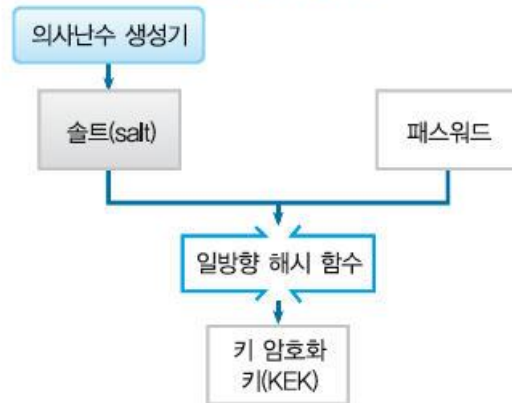 의사난수 생성기
솔트(salt)
패스워드
일방향 해시 함수
키 암호화
키(KEK)